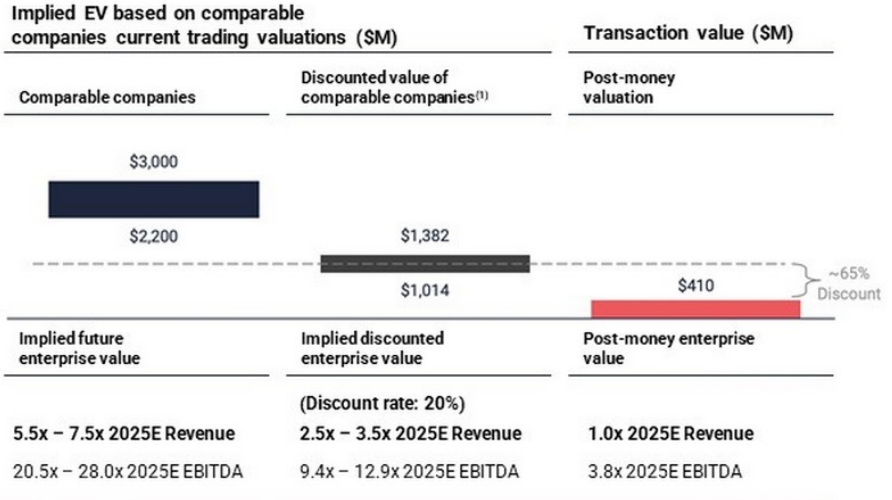 Implied EV based on comparable
companies current trading valuations ($M)
Transaction value ($M)
Comparable companies
Discounted value of
comparable companies(1)
Post-money
valuation
$3,000
$2,200
$1,382
$1,014
$410
~65%
Discount
Implied future
enterprise value
Implied discounted
enterprise value
Post-money enterprise
value
(Discount rate: 20%)
5.5x – 7.5x 2025E Revenue
2.5x – 3.5x 2025E Revenue
1.0x 2025E Revenue
20.5x – 28.0x 2025E EBITDA
9.4x – 12.9x 2025E EBITDA
3.8x 2025E EBITDA